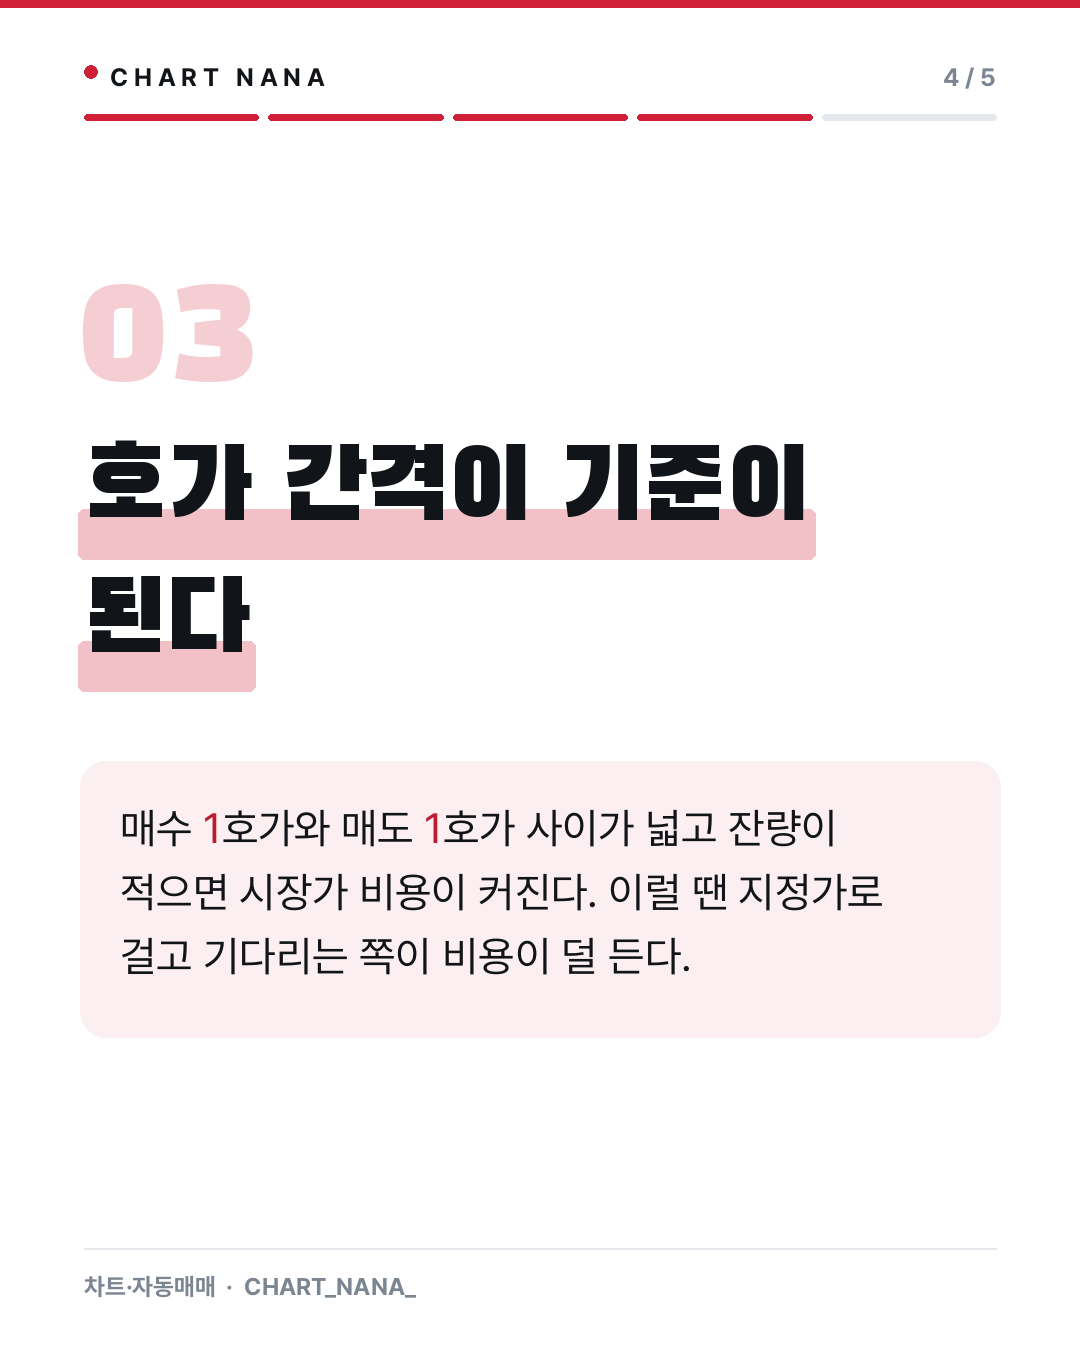 CHART NANA
4 / 5
03
호가 간격이 기준이
된다
매수 1호가와 매도 1호가 사이가 넓고 잔량이
적으면 시장가 비용이 커진다. 이럴 땐 지정가로
걸고 기다리는 쪽이 비용이 덜 든다.
차트·자동매매 · CHART_NANA_